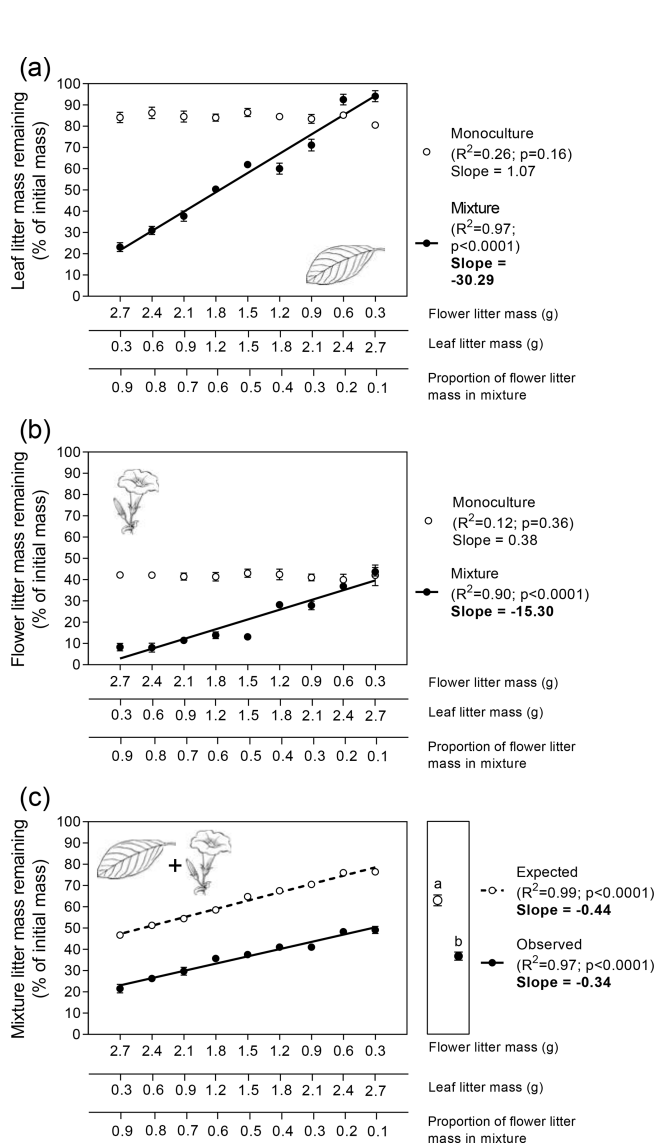 (a)
Leaf litter mass remaining
(% of initial mass)
100
90
80
70
60
50
40
30
20
10
0
Monoculture
(R2=0.26; p=0.16)
Slope = 1.07
Mixture
(R2=0.97;
p<0.0001)
Slope =
-30.29
2.7 2.4 2.1 1.8 1.5 1.2 0.9 0.6 0.3 Flower litter mass (g)
0.3 0.6 0.9 1.2 1.5 1.8 2.1 2.4 2.7 Leaf litter mass (g)
0.9 0.8 0.7 0.6 0.5 0.4 0.3 0.2 0.1 Proportion of flower litter
mass in mixture
(b)
Flower litter mass remaining
(% of initial mass)
100
90
80
70
60
50
40
30
20
10
0
Monoculture
(R2=0.12; p=0.36)
Slope = 0.38
Mixture
(R2=0.90; p<0.0001)
Slope = -15.30
2.7 2.4 2.1 1.8 1.5 1.2 0.9 0.6 0.3 Flower litter mass (g)
0.3 0.6 0.9 1.2 1.5 1.8 2.1 2.4 2.7 Leaf litter mass (g)
0.9 0.8 0.7 0.6 0.5 0.4 0.3 0.2 0.1 Proportion of flower litter
mass in mixture
(c)
Mixture litter mass remaining
(% of initial mass)
100
90
80
70
60
50
40
30
20
10
0
+
a
b
Expected
(R2=0.99; p<0.0001)
Slope = -0.44
Observed
(R2=0.97; p<0.0001)
Slope = -0.34
2.7 2.4 2.1 1.8 1.5 1.2 0.9 0.6 0.3 Flower litter mass (g)
0.3 0.6 0.9 1.2 1.5 1.8 2.1 2.4 2.7 Leaf litter mass (g)
0.9 0.8 0.7 0.6 0.5 0.4 0.3 0.2 0.1 Proportion of flower litter
mass in mixture